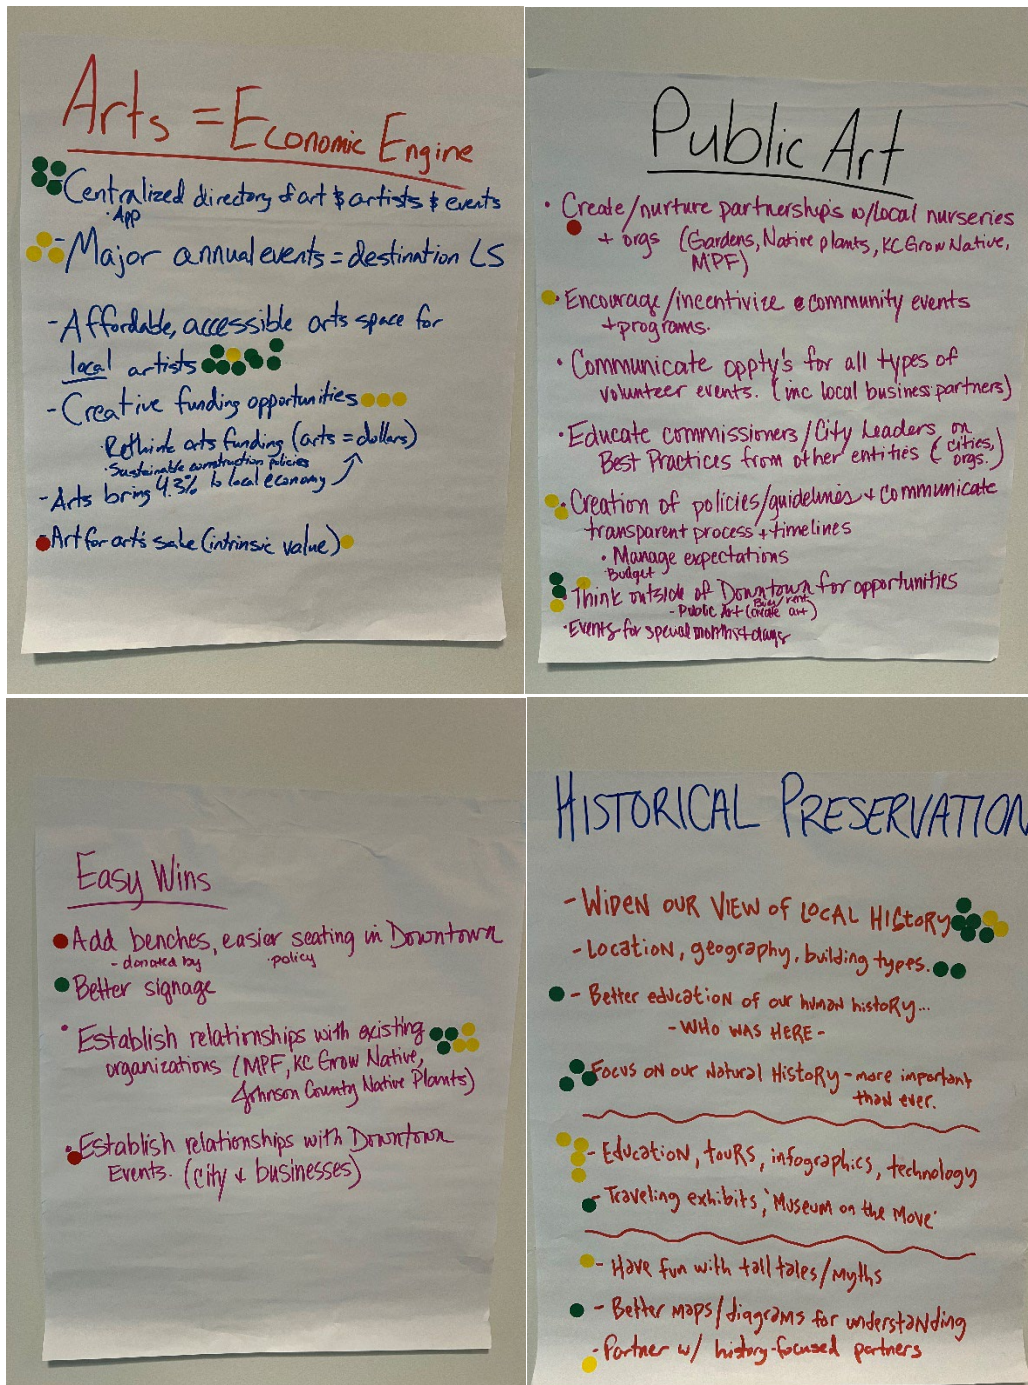 Arts = Economic Engine
- Centralized directory of art & artists & events
· App
- Major annual events = destination LS
- Affordable, accessible arts space for
local artists
- Creative funding opportunities
· Rethink arts funding (arts = dollars)
· Sustainable construction policies
- Arts bring 4.3% to local economy
- Art for art's sake (intrinsic value)
Public Art
· Create/nurture partnerships w/local nurseries
+ orgs (Gardens, Native plants, KC Grow Native,
MPF)
· Encourage/incentivize community events
+ programs.
· Communicate oppty's for all types of
volunteer events. (inc local business partners)
· Educate commissioners/City Leaders on
Best Practices from other entities (cities,
orgs.)
· Creation of policies/guidelines + communicate
transparent process + timelines
· Manage expectations
· Budget
· Think outside of Downtown for opportunities
- Public Art (create art)
Buy/rent
· Events for special months + days
Easy Wins
· Add benches, easier seating in Downtown
- donated by · policy
· Better signage
· Establish relationships with existing
organizations (MPF, KC Grow Native,
Johnson County Native Plants)
· Establish relationships with Downtown
Events. (City + businesses)
HISTORICAL PRESERVATION
- WIDEN OUR VIEW OF LOCAL HISTORY
- Location, geography, building types.
- Better education of our human history...
- WHO WAS HERE -
- Focus on our Natural History - more important
than ever.
- Education, tours, infographics, technology
- Traveling exhibits, 'Museum on the Move'
- Have fun with tall tales/myths
- Better maps/diagrams for understanding
- Partner w/ history-focused partners